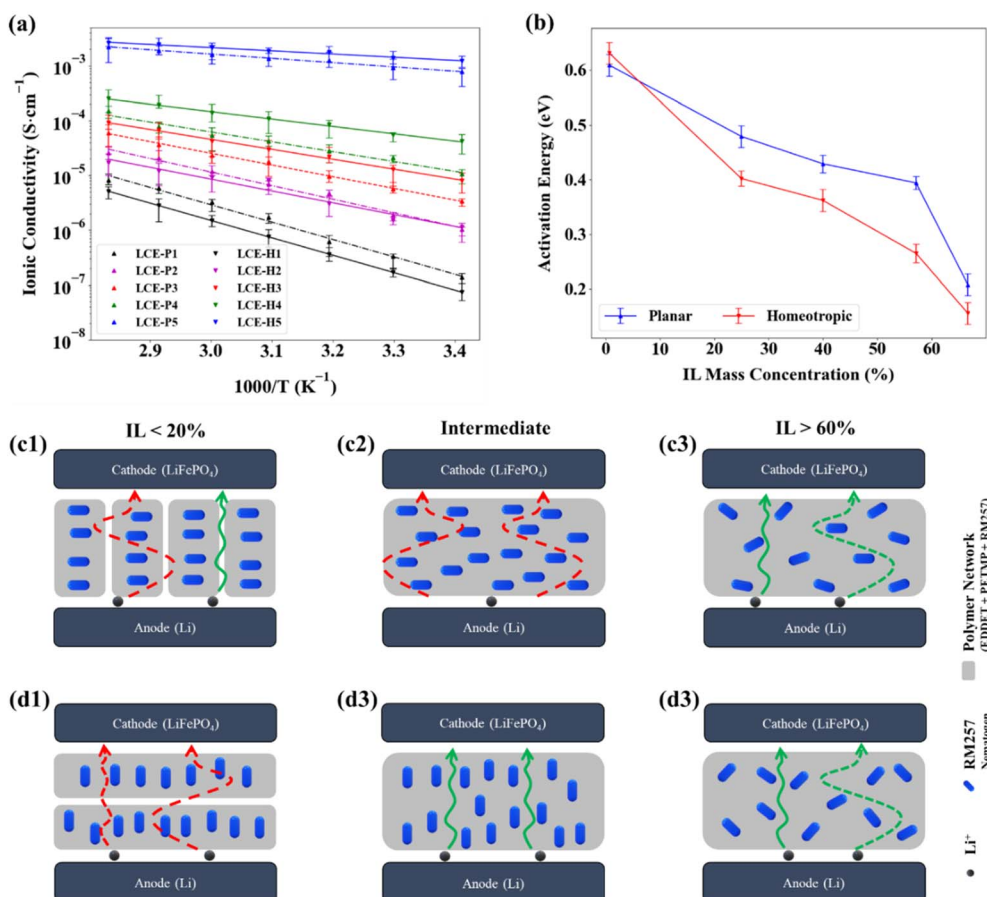 (a)
Ionic Conductivity (S·cm⁻¹)
10⁻³
10⁻⁴
10⁻⁵
10⁻⁶
10⁻⁷
10⁻⁸
LCE-P1 LCE-H1
LCE-P2 LCE-H2
LCE-P3 LCE-H3
LCE-P4 LCE-H4
LCE-P5 LCE-H5
2.9 3.0 3.1 3.2 3.3 3.4
1000/T (K⁻¹)
(b)
Activation Energy (eV)
0.6
0.5
0.4
0.3
0.2
Planar Homeotropic
0 10 20 30 40 50 60
IL Mass Concentration (%)
(c1) IL < 20%
Cathode (LiFePO₄)
Anode (Li)
(c2) Intermediate
Cathode (LiFePO₄)
Anode (Li)
(c3) IL > 60%
Cathode (LiFePO₄)
Anode (Li)
(d1)
Cathode (LiFePO₄)
Anode (Li)
(d3)
Cathode (LiFePO₄)
Anode (Li)
(d3)
Cathode (LiFePO₄)
Anode (Li)
Polymer Network
(EDDET + PETMP + RM257)
RM257
Nematogen
Li⁺